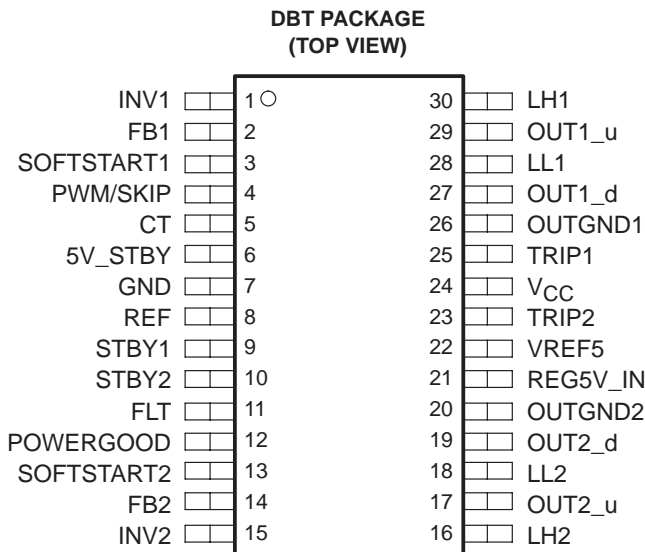 DBT PACKAGE
(TOP VIEW)
INV1 1 30 LH1
FB1 2 29 OUT1_u
SOFTSTART1 3 28 LL1
PWM/SKIP 4 27 OUT1_d
CT 5 26 OUTGND1
5V_STBY 6 25 TRIP1
GND 7 24 VCC
REF 8 23 TRIP2
STBY1 9 22 VREF5
STBY2 10 21 REG5V_IN
FLT 11 20 OUTGND2
POWERGOOD 12 19 OUT2_d
SOFTSTART2 13 18 LL2
FB2 14 17 OUT2_u
INV2 15 16 LH2